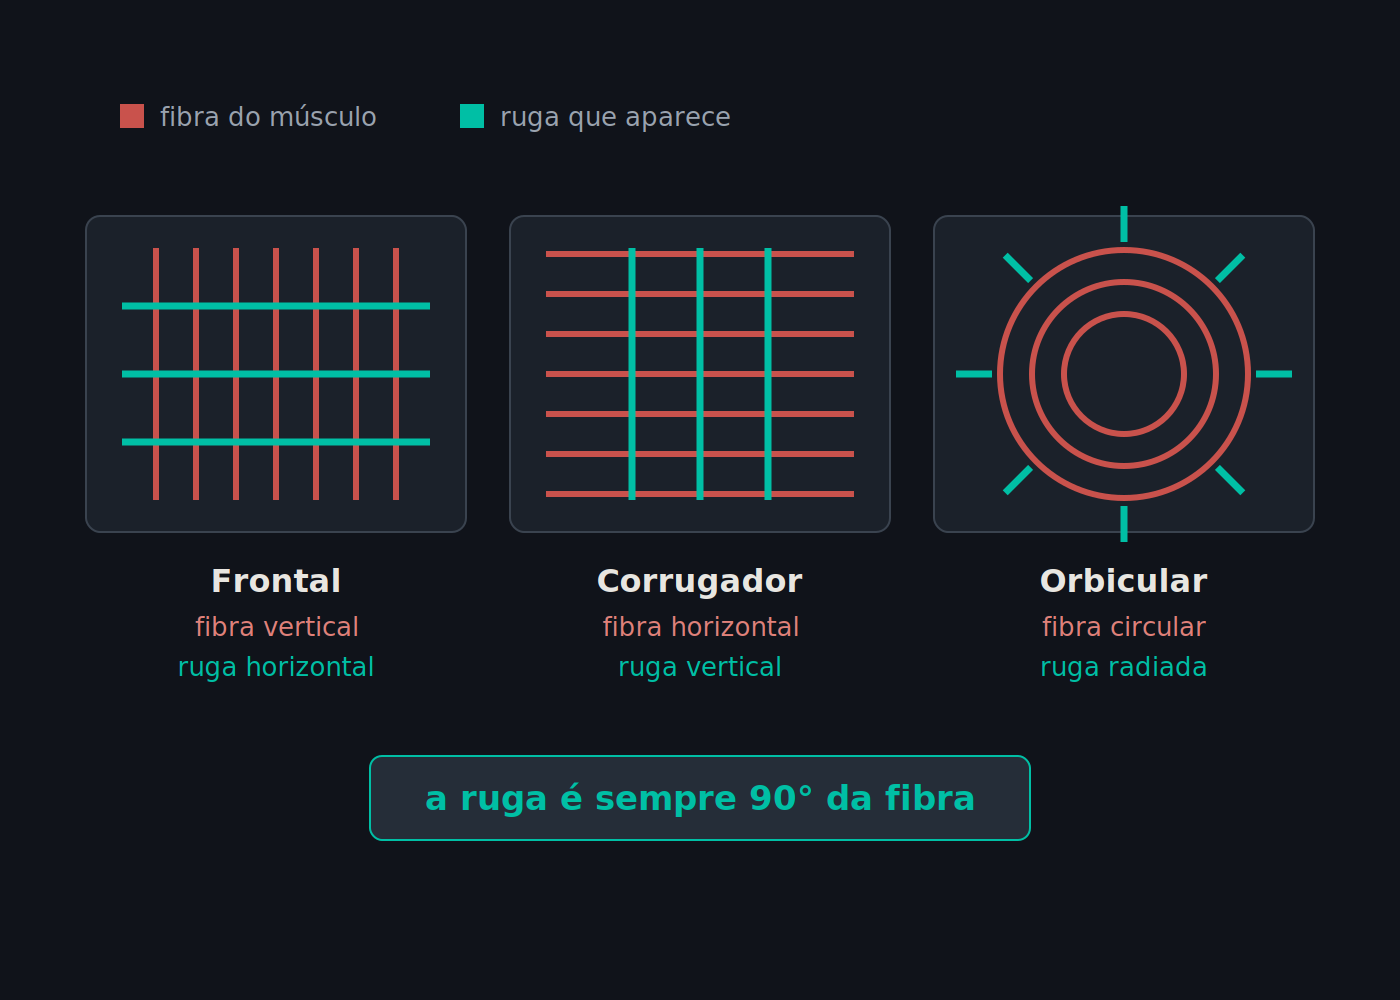 fibra do músculo
ruga que aparece
Frontal
fibra vertical
ruga horizontal
Corrugador
fibra horizontal
ruga vertical
Orbicular
fibra circular
ruga radiada
a ruga é sempre 90° da fibra